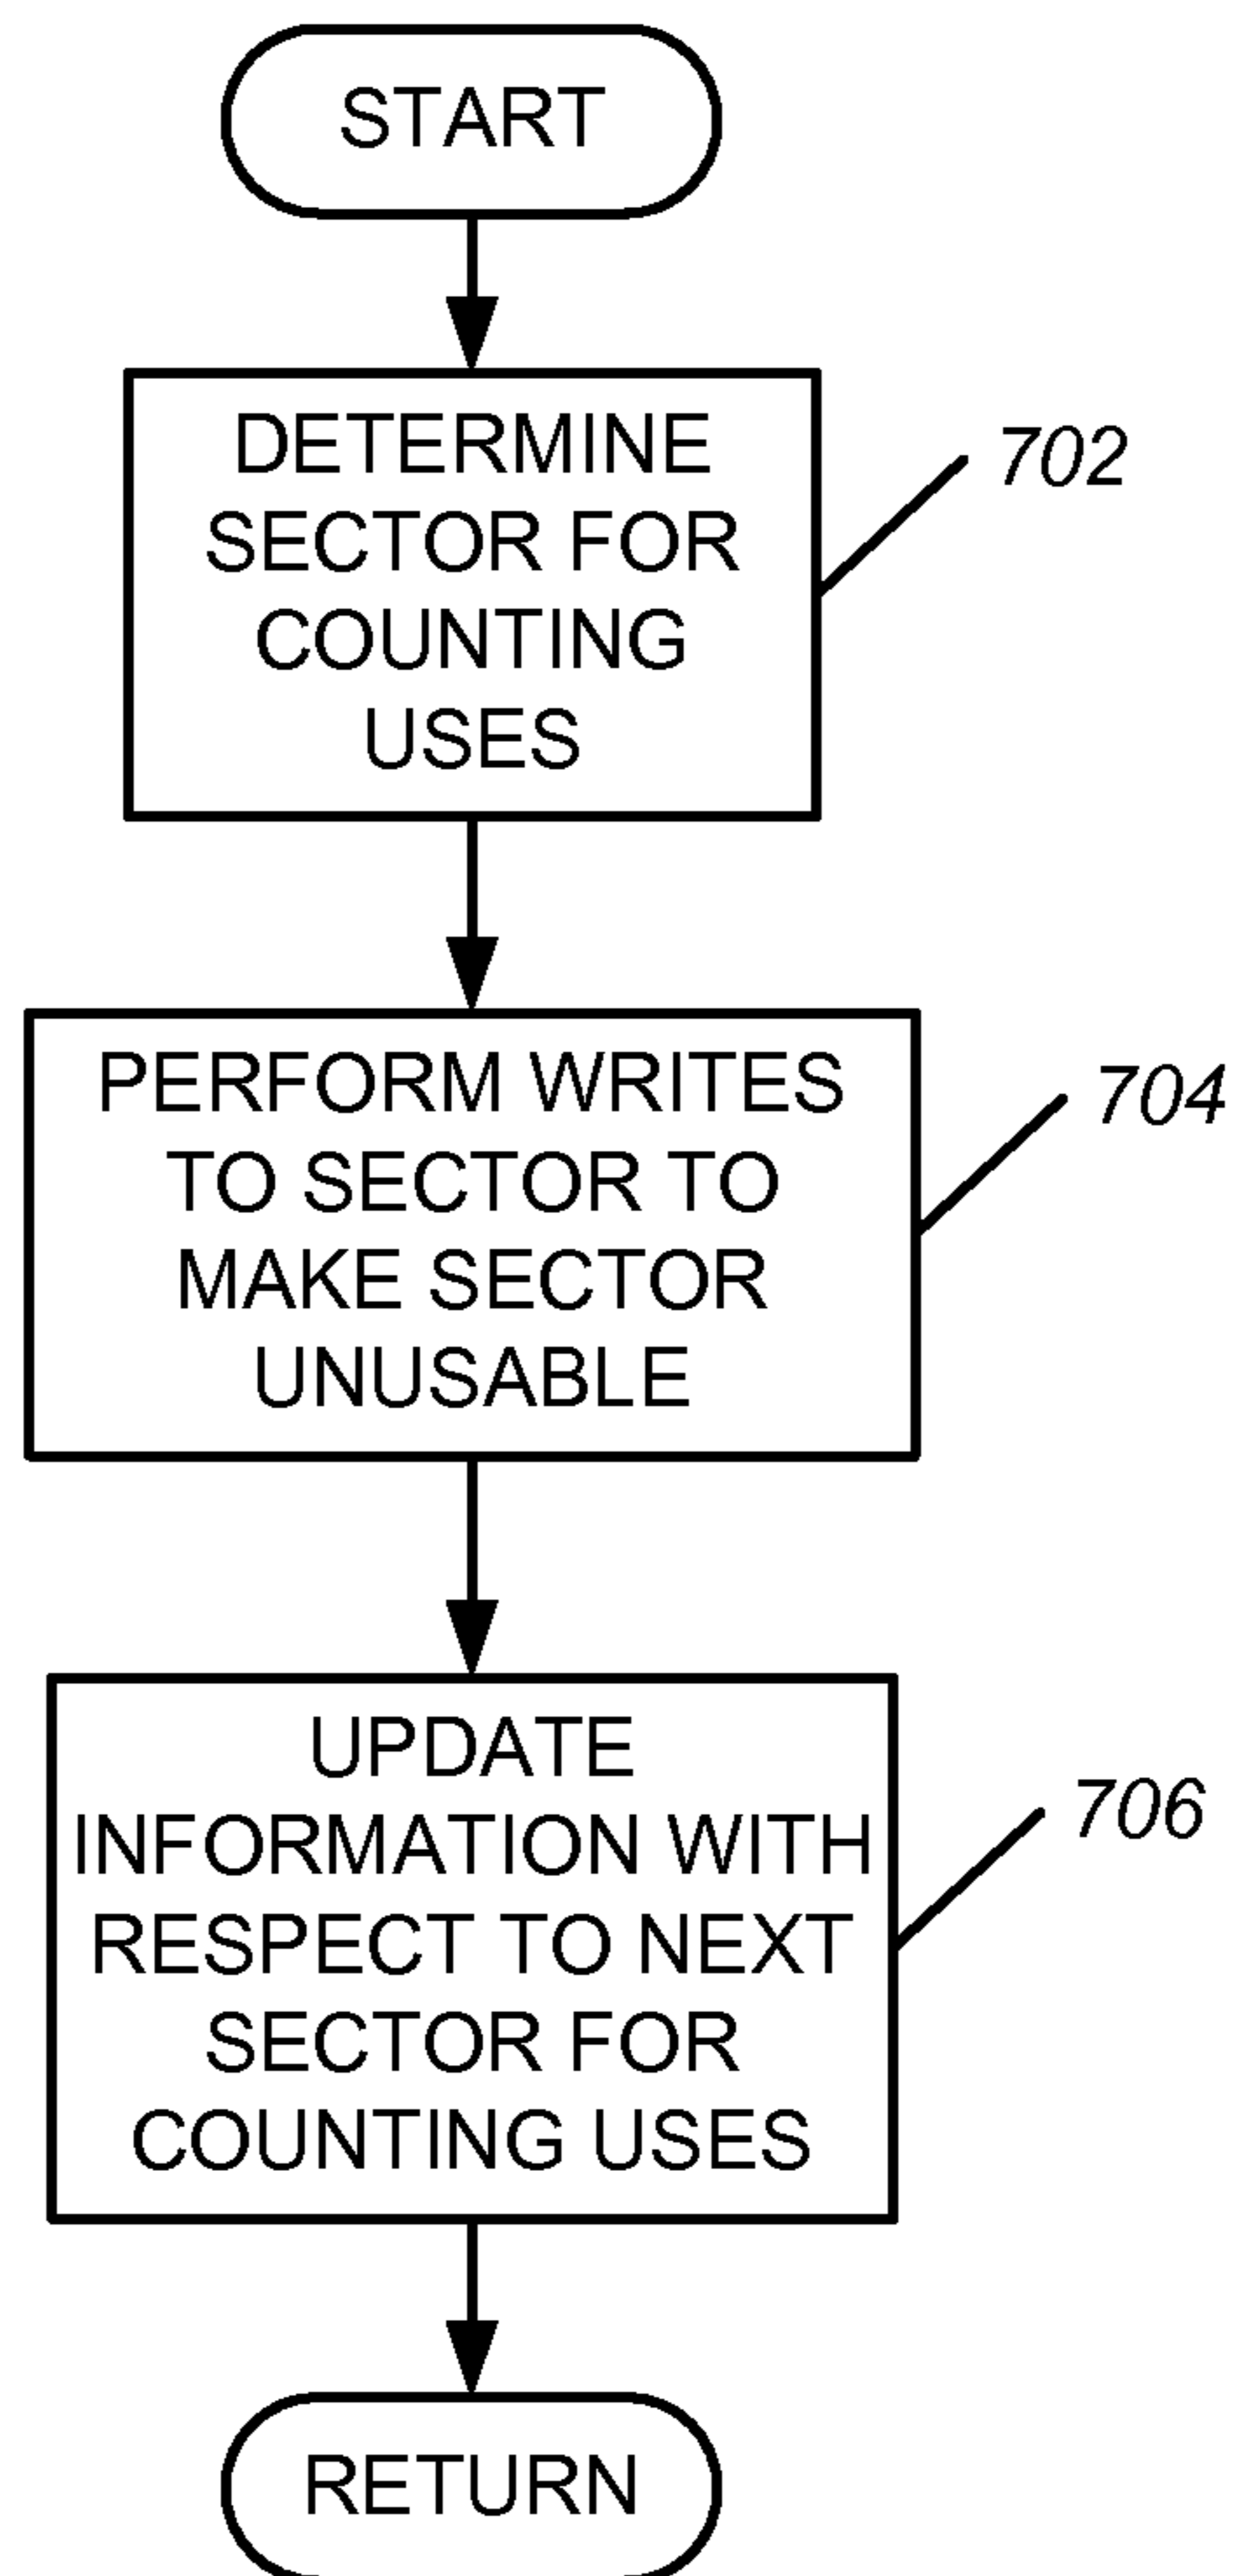 START
DETERMINE
SECTOR FOR
COUNTING
USES
702
PERFORM WRITES
TO SECTOR TO
MAKE SECTOR
UNUSABLE
704
UPDATE
INFORMATION WITH
RESPECT TO NEXT
SECTOR FOR
COUNTING USES
706
RETURN